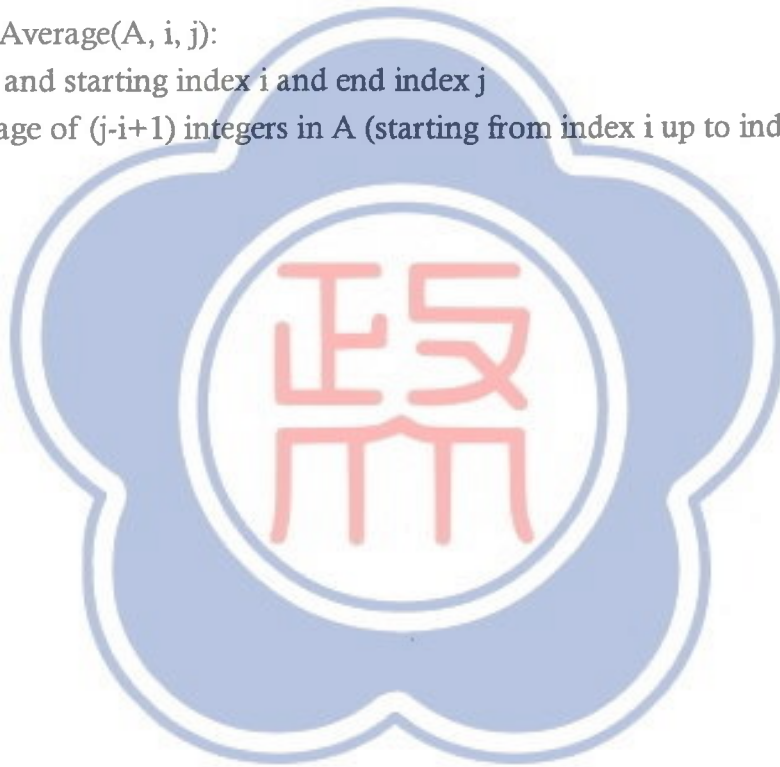 Average(A, i, j):
and starting index i and end index j
age of (j-i+1) integers in A (starting from index i up to ind
政大